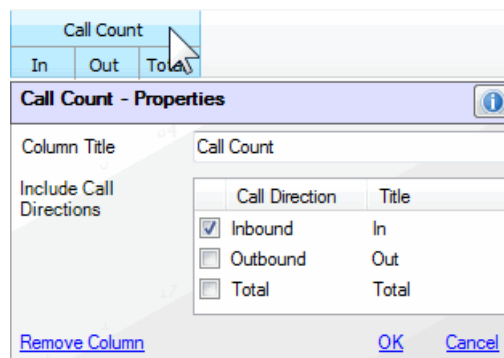 Call Count
In Out Total
Call Count - Properties
Column Title Call Count
Include Call
Directions
Call Direction Title
Inbound In
Outbound Out
Total Total
Remove Column OK Cancel